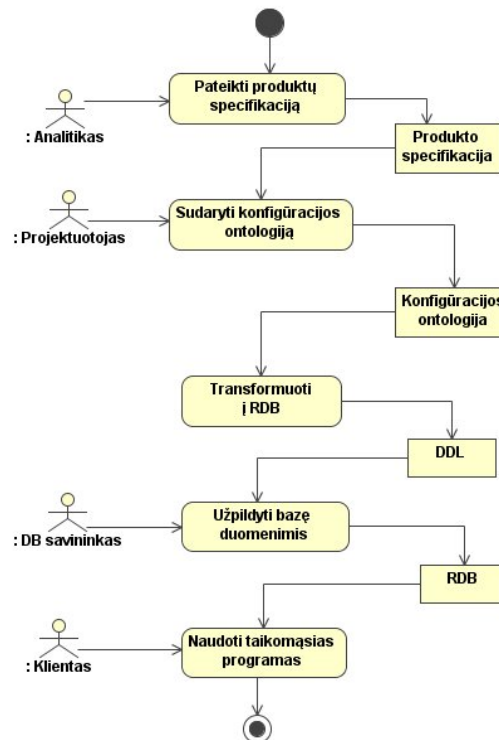 Pateikti produktų
specifikaciją
: Analitikas
Produkto
specifikacija
Sudaryti konfigūracijos
ontologiją
: Projektuotojas
Konfigūracijos
ontologija
Transformuoti
į RDB
DDL
Užpildyti bazę
duomenimis
: DB savininkas
RDB
Naudoti taikomąsias
programas
: Klientas